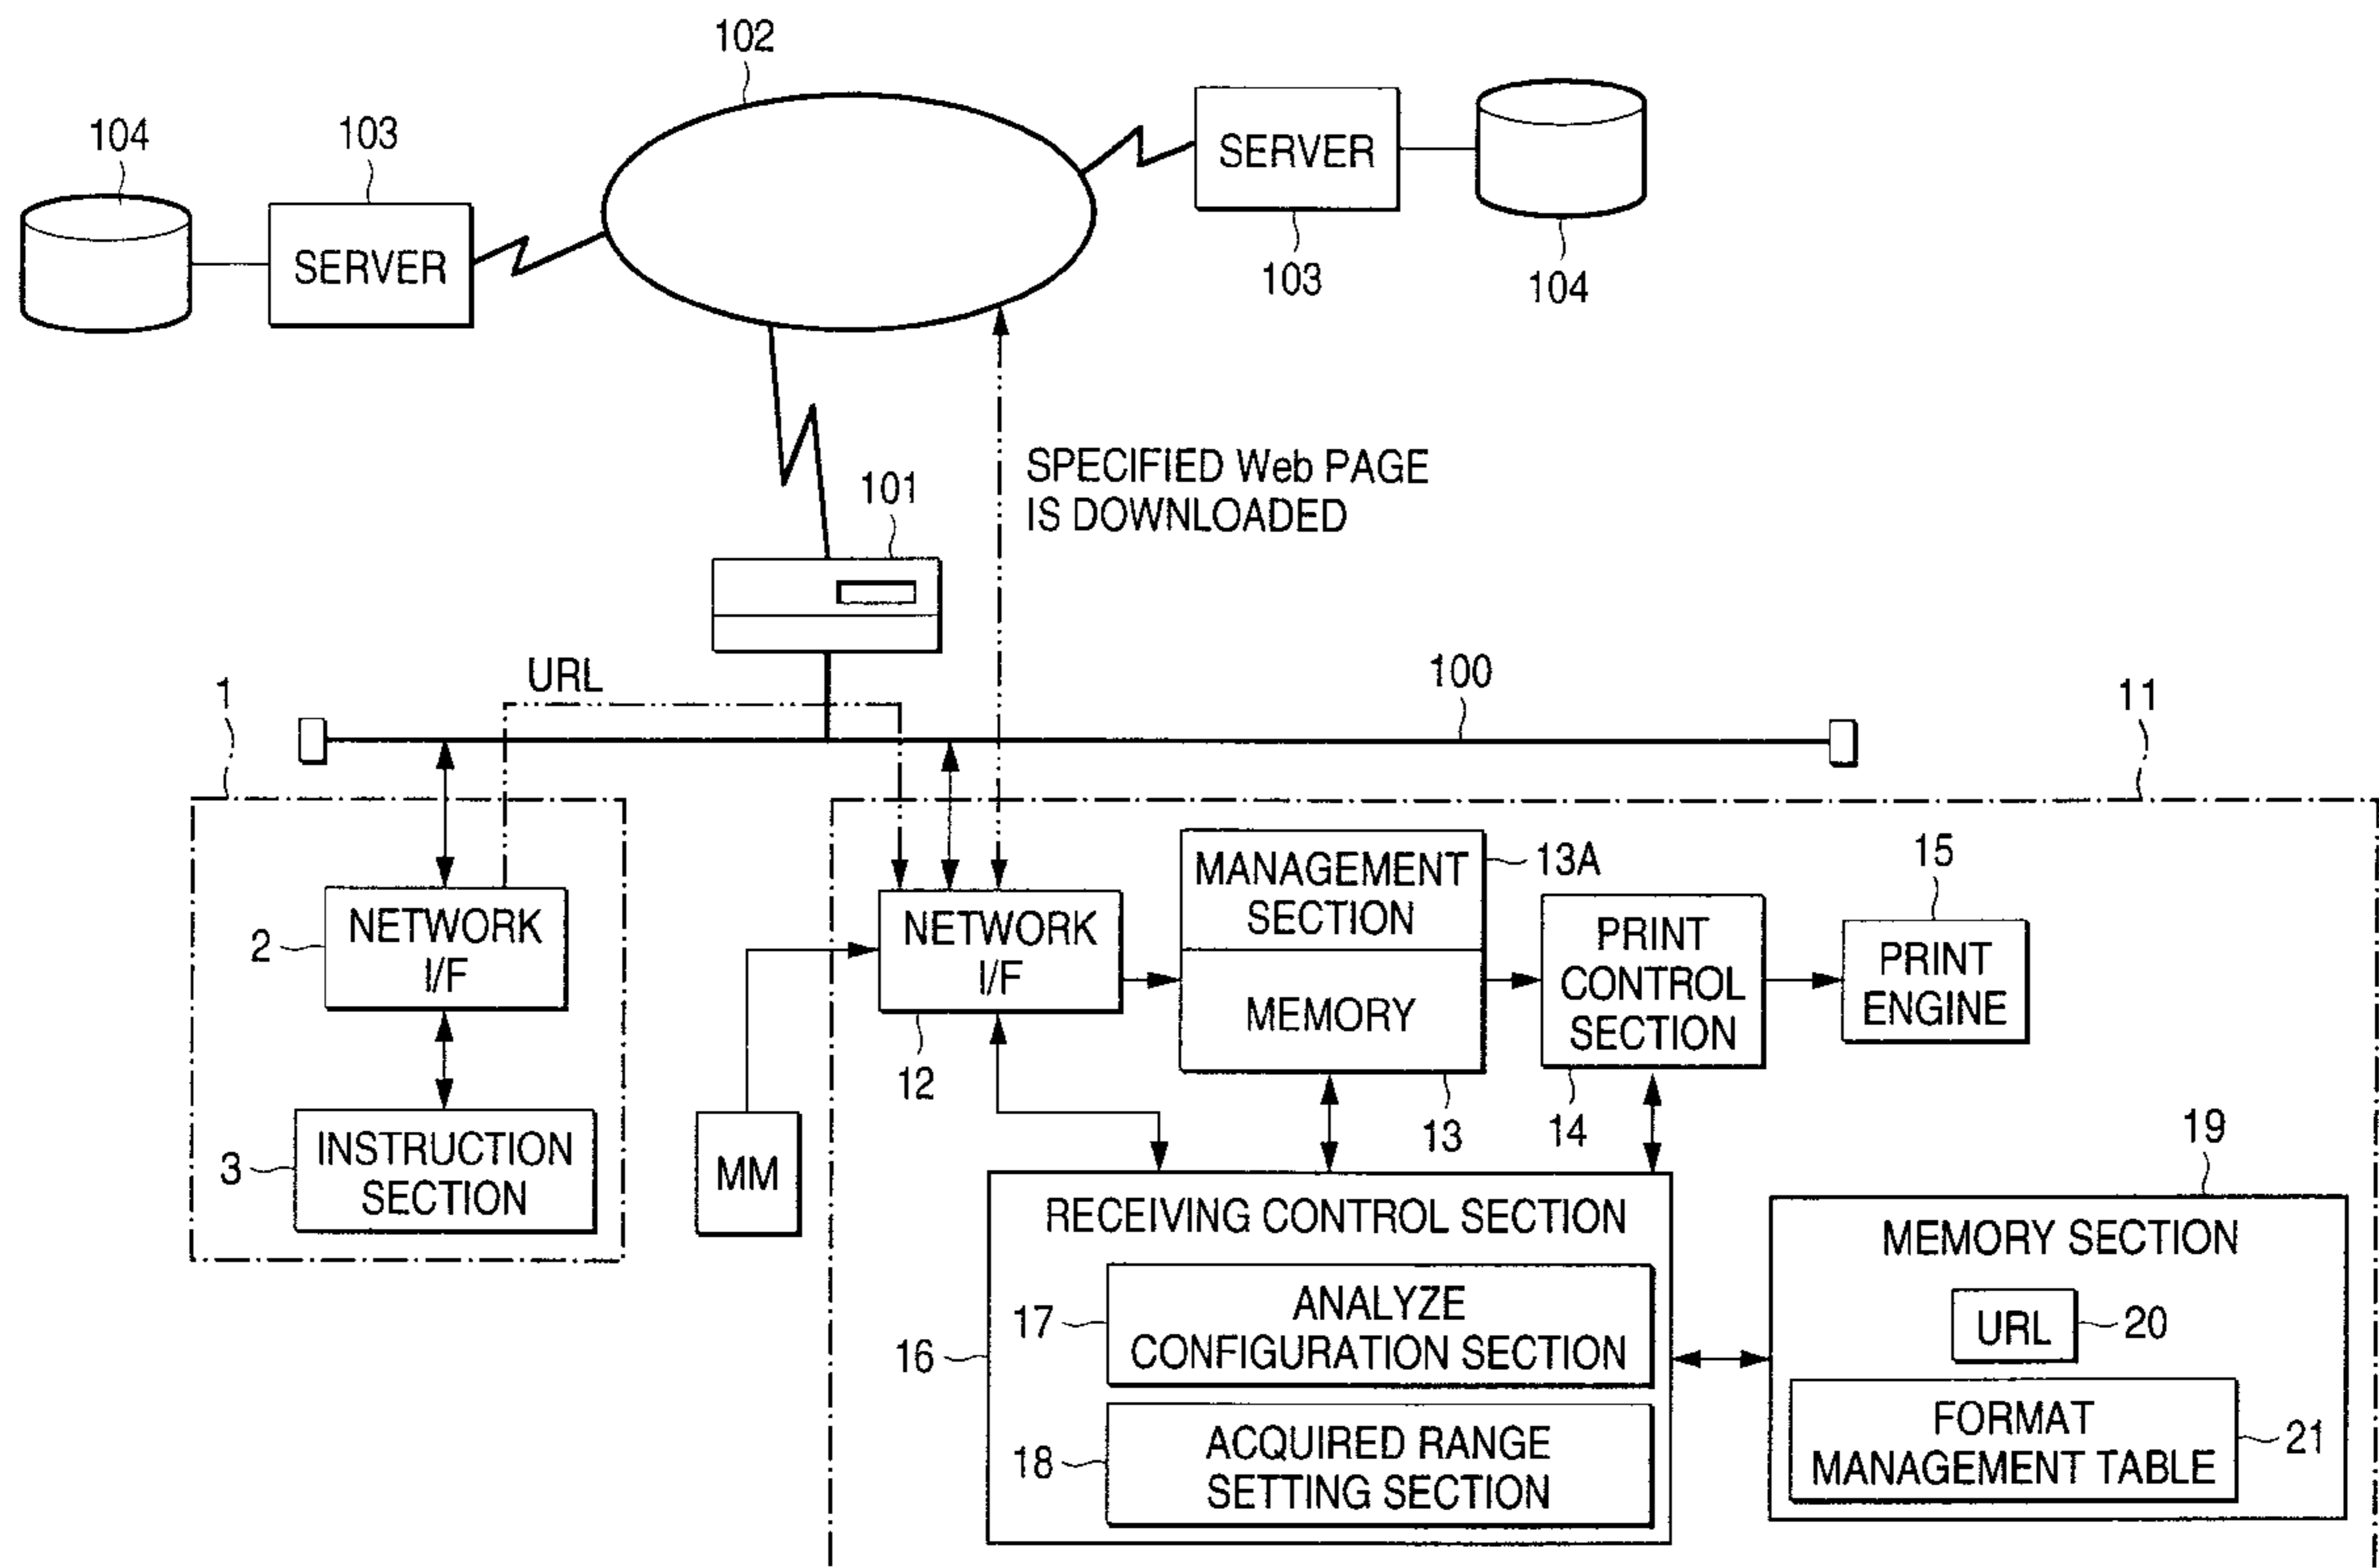 102
104
103
SERVER
SERVER
103
104
SPECIFIED Web PAGE
IS DOWNLOADED
101
URL
100
1
11
2
NETWORK
I/F
3
INSTRUCTION
SECTION
MM
NETWORK
I/F
12
MANAGEMENT
SECTION
13A
MEMORY
13
PRINT
CONTROL
SECTION
14
15
PRINT
ENGINE
16
RECEIVING CONTROL SECTION
17
ANALYZE
CONFIGURATION SECTION
18
ACQUIRED RANGE
SETTING SECTION
19
MEMORY SECTION
URL
20
FORMAT
MANAGEMENT TABLE
21